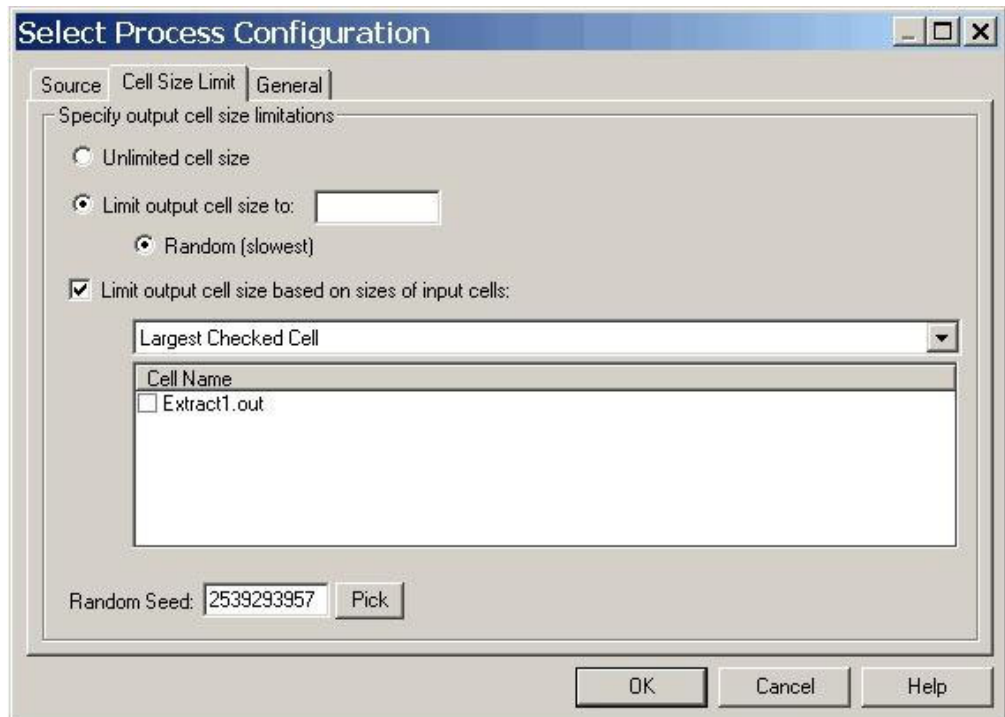 Select Process Configuration
Source Cell Size Limit General
Specify output cell size limitations
Unlimited cell size
Limit output cell size to:
Random (slowest)
Limit output cell size based on sizes of input cells:
Largest Checked Cell
Cell Name
Extract1.out
Random Seed: 2539293957 Pick
OK Cancel Help